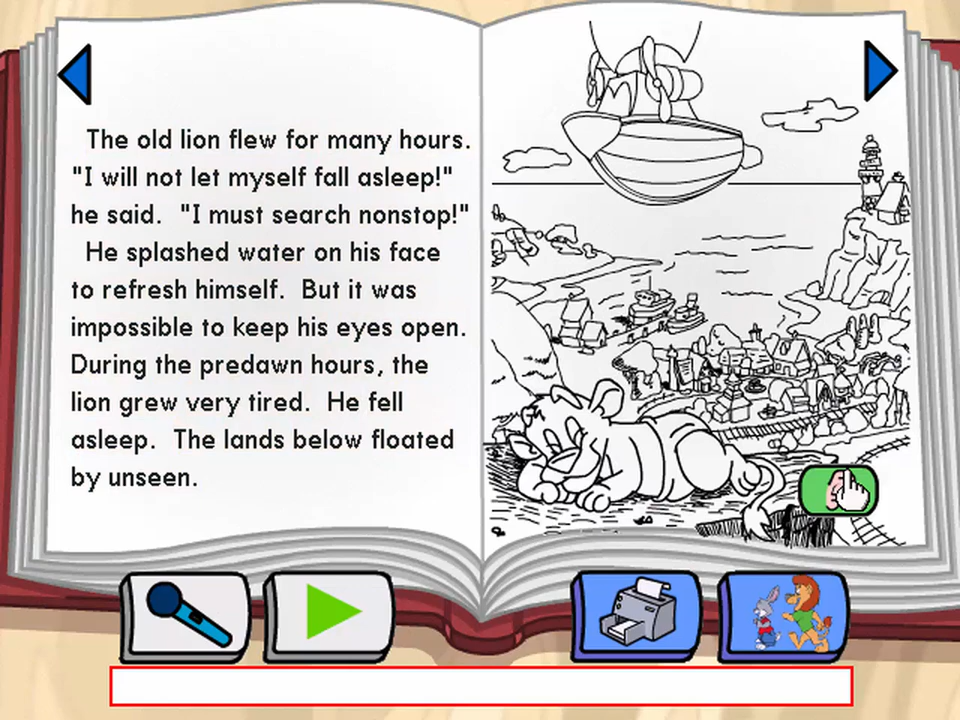 The old lion flew for many hours.
"I will not let myself fall asleep!"
he said. "I must search nonstop!"
He splashed water on his face
to refresh himself. But it was
impossible to keep his eyes open.
During the predawn hours, the
lion grew very tired. He fell
asleep. The lands below floated
by unseen.